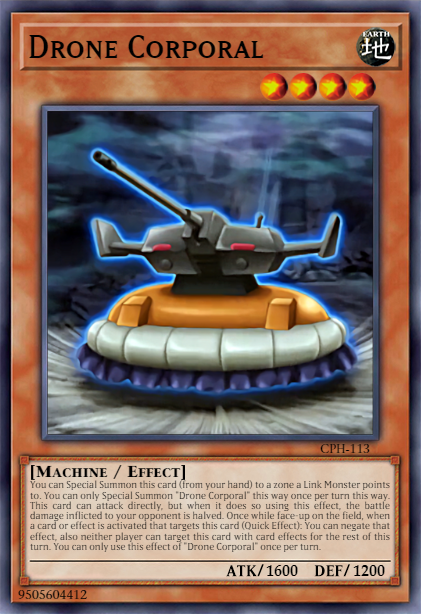 Drone Corporal
EARTH
地
CPH-113
[Machine / Effect]
You can Special Summon this card (from your hand) to a zone a Link Monster points
to. You can only Special Summon "Drone Corporal" this way once per turn this way.
This card can attack directly, but when it does so using this effect, the battle
damage inflicted to your opponent is halved. Once while face-up on the field, when
a card or effect is activated that targets this card (Quick Effect): You can negate that
effect, also neither player can target this card with card effects for the rest of this
turn. You can only use this effect of "Drone Corporal" once per turn.
ATK/1600 DEF/1200
9505604412